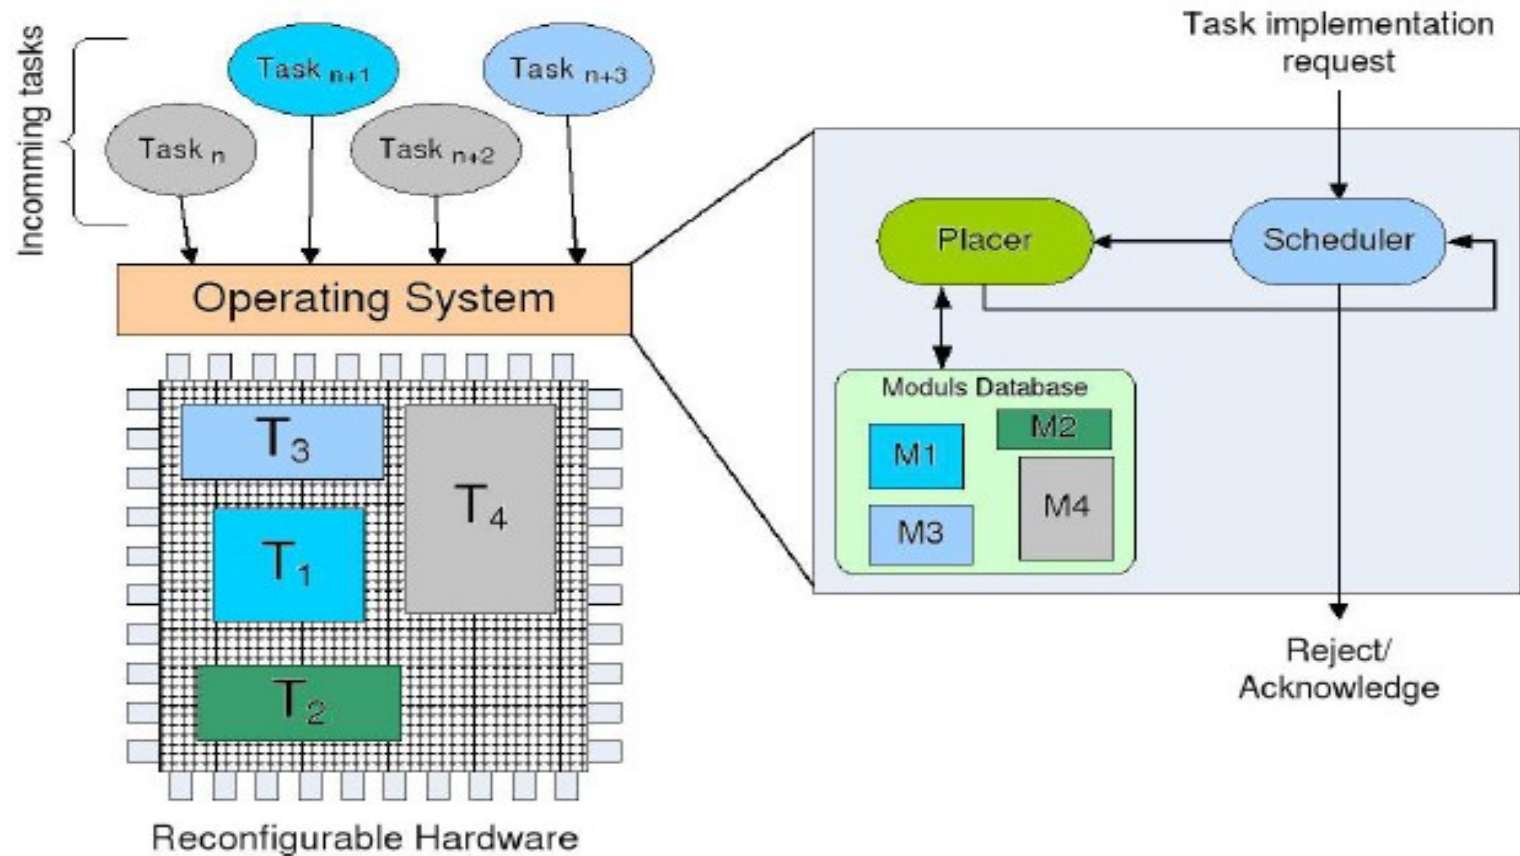 Incomming tasks
Task n
Task n+1
Task n+2
Task n+3
Operating System
T3
T4
T1
T2
Reconfigurable Hardware
Task implementation
request
Placer
Scheduler
Moduls Database
M1
M2
M3
M4
Reject/
Acknowledge